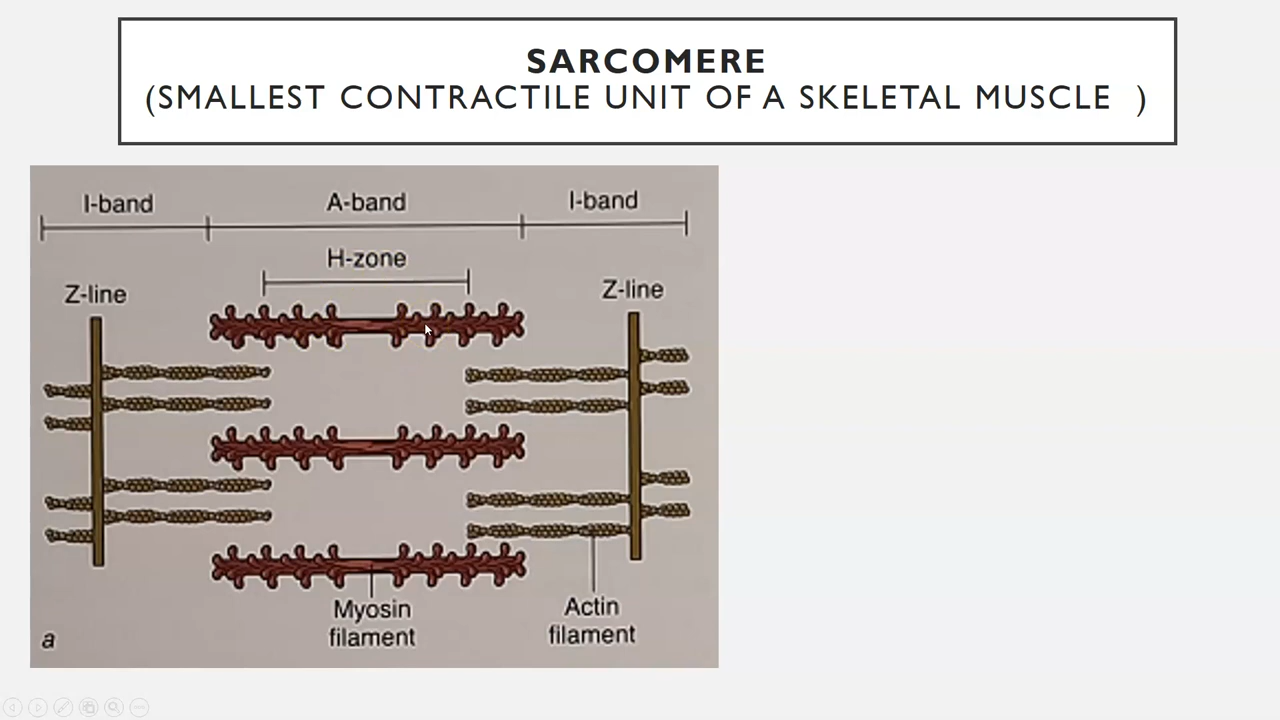 SARCOMERE
(SMALLEST CONTRACTILE UNIT OF A SKELETAL MUSCLE  )
I-band
A-band
I-band
H-zone
Z-line
Z-line
Myosin
filament
Actin
filament
a